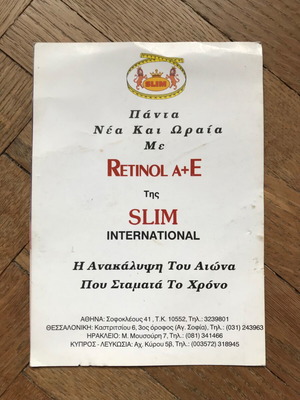 SLIM
Πάντα
Νέα Και Ωραία
Με
RETINOL A+E
Της
SLIM
INTERNATIONAL
Η Ανακάλυψη Του Αιώνα
Που Σταματά Το Χρόνο
ΑΘΗΝΑ: Σοφοκλέους 41 , Τ.Κ. 10552, Τηλ.: 3239801
ΘΕΣΣΑΛΟΝΙΚΗ: Καστριτσίου 6, 3ος όροφος (Αγ. Σοφία), Τηλ.: (031) 243963
ΗΡΑΚΛΕΙΟ: Μ. Μουσούρη 7, Τηλ.: (081) 341466
ΚΥΠΡΟΣ - ΛΕΥΚΩΣΙΑ: Αχ. Κύρου 5β, Τηλ.: (003572) 318945